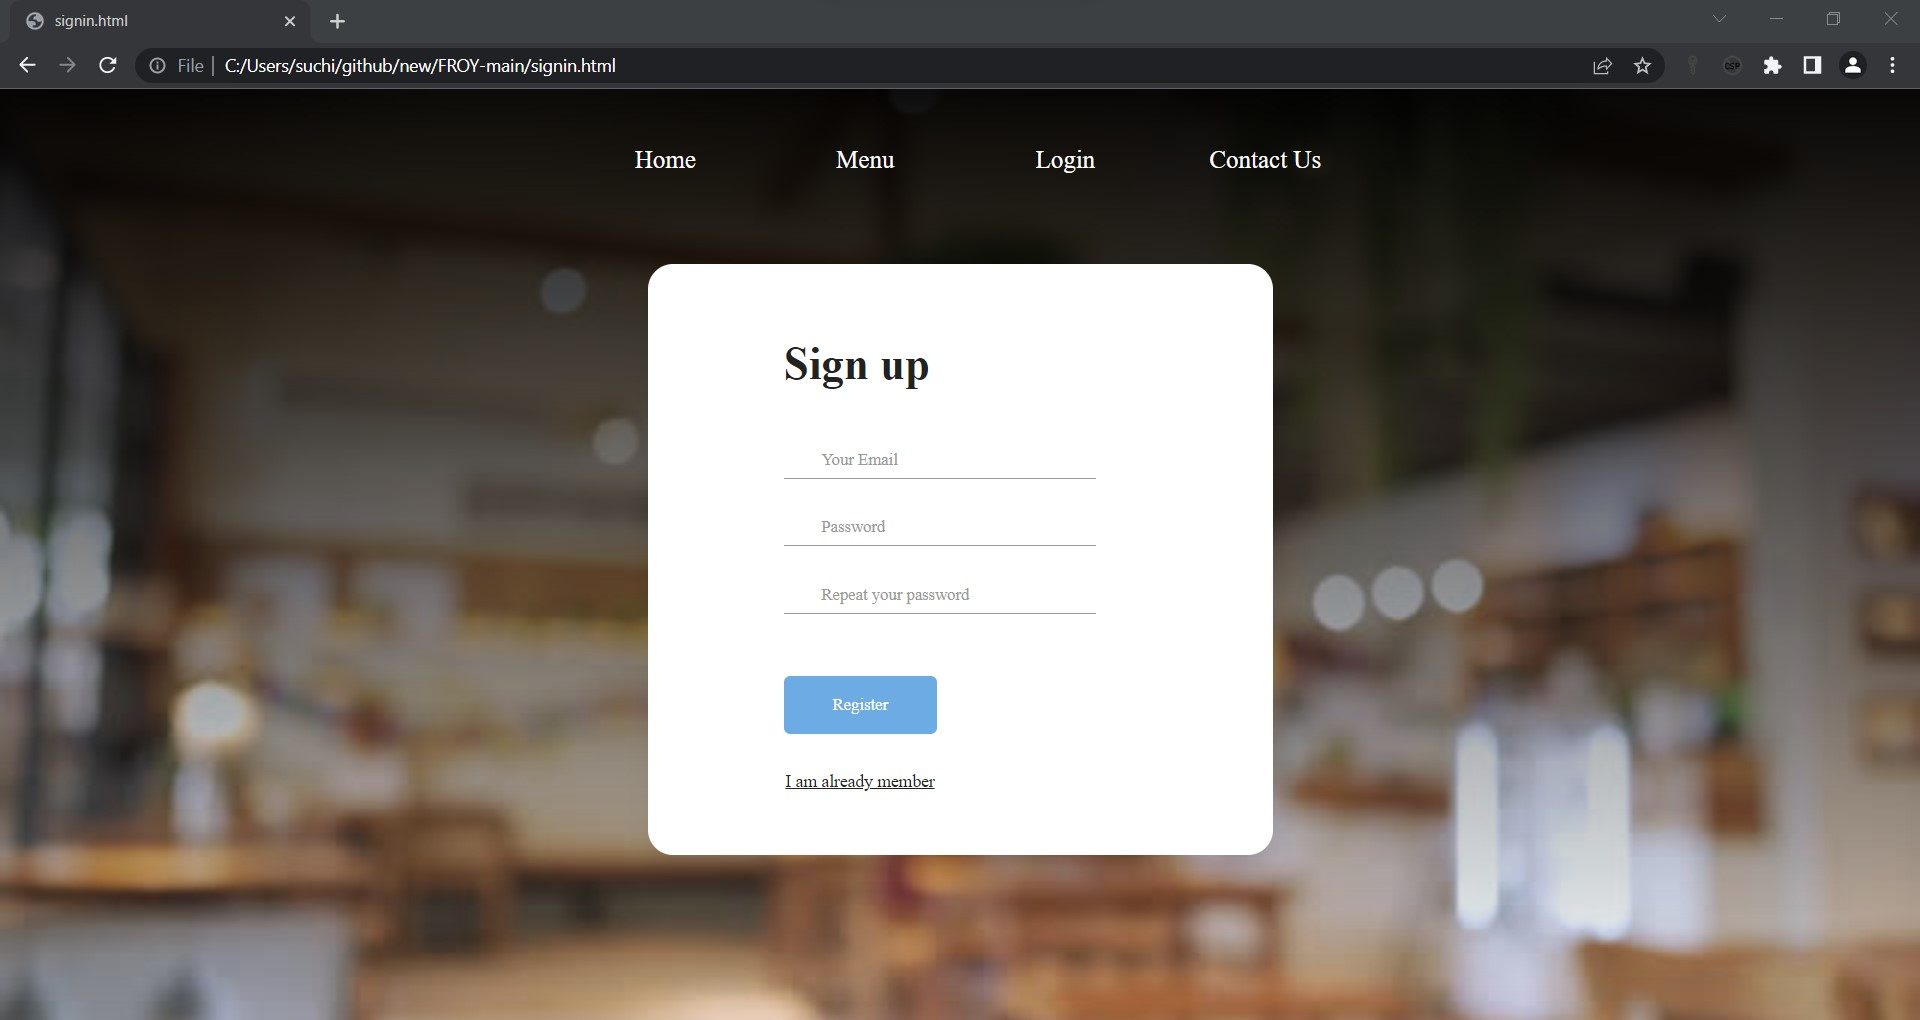 signin.html
File | C:/Users/suchi/github/new/FROY-main/signin.html
CSP
Home Menu Login Contact Us
Sign up
Your Email
Password
Repeat your password
Register
I am already member